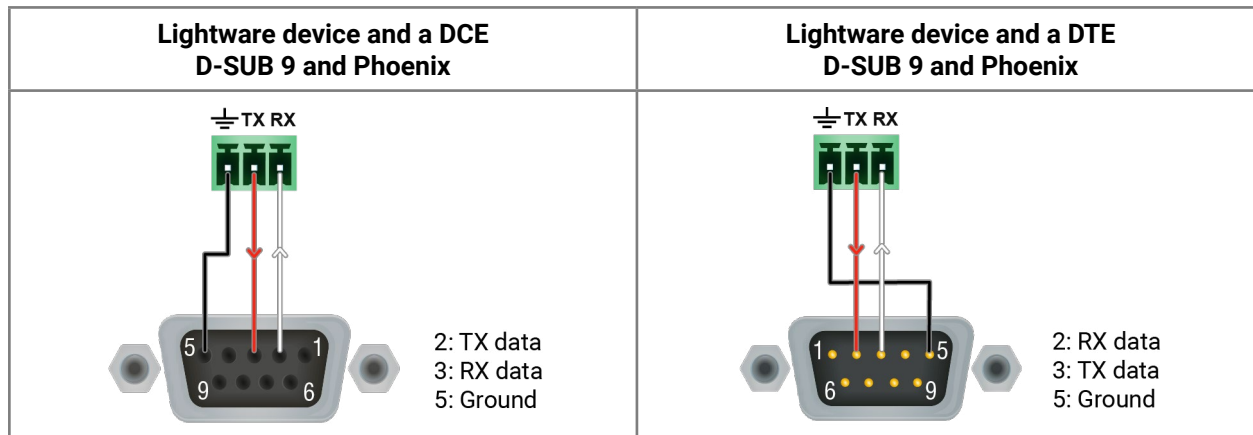 Lightware device and a DCE
D-SUB 9 and Phoenix
Lightware device and a DTE
D-SUB 9 and Phoenix
TX RX
5 1
9 6
2: TX data
3: RX data
5: Ground
TX RX
1 5
6 9
2: RX data
3: TX data
5: Ground